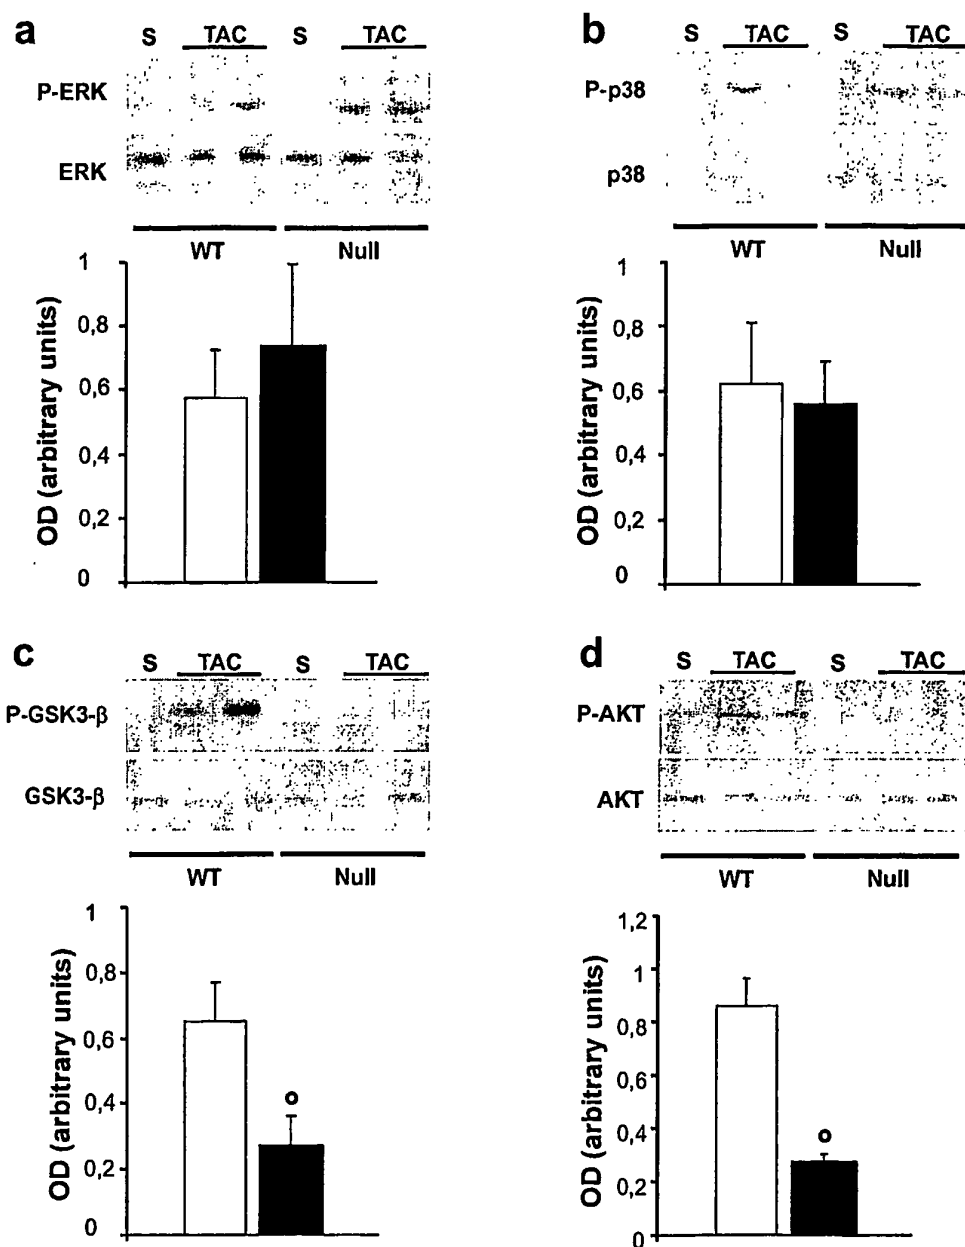 a
S TAC S TAC
P-ERK
ERK
WT Null
OD (arbitrary units)
1
0,8
0,6
0,4
0,2
0
b
S TAC S TAC
P-p38
p38
WT Null
OD (arbitrary units)
1
0,8
0,6
0,4
0,2
0
c
S TAC S TAC
P-GSK3-β
GSK3-β
WT Null
OD (arbitrary units)
1
0,8
0,6
0,4
0,2
0
o
d
S TAC S TAC
P-AKT
AKT
WT Null
OD (arbitrary units)
1,2
1
0,8
0,6
0,4
0,2
0
o